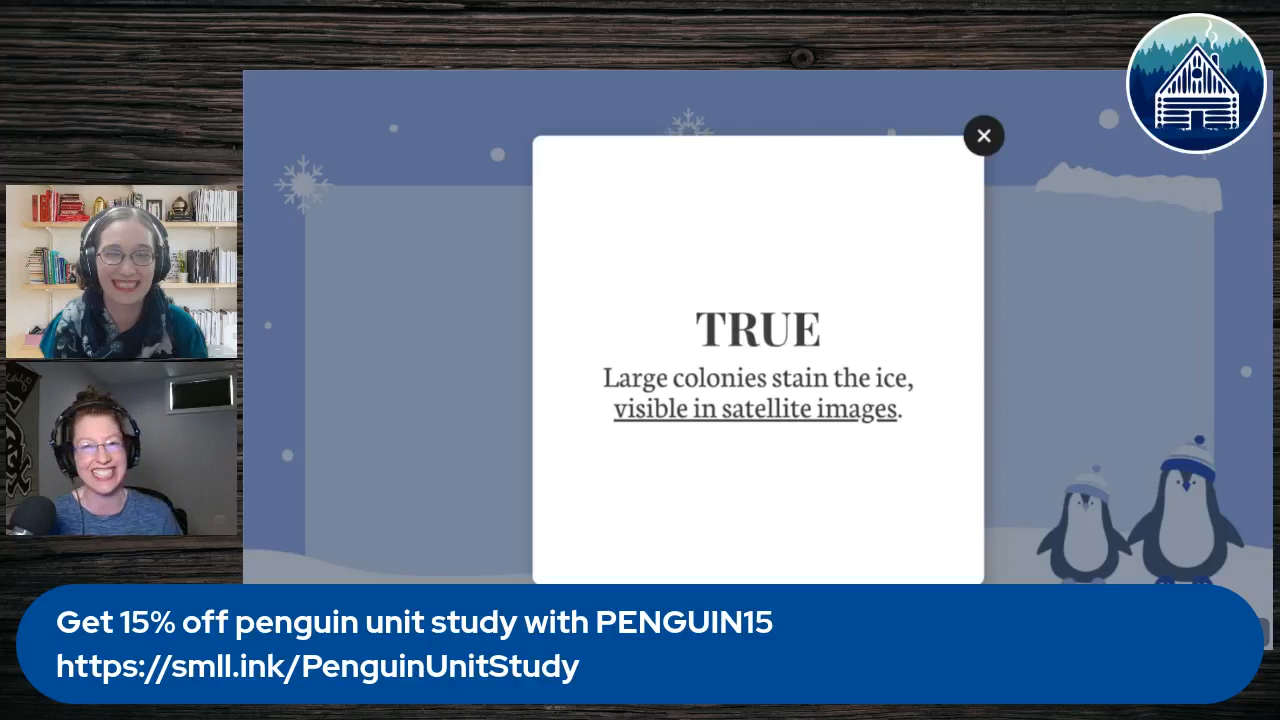 TRUE
Large colonies stain the ice,
visible in satellite images.
Get 15% off penguin unit study with PENGUIN15
https://smll.ink/PenguinUnitStudy